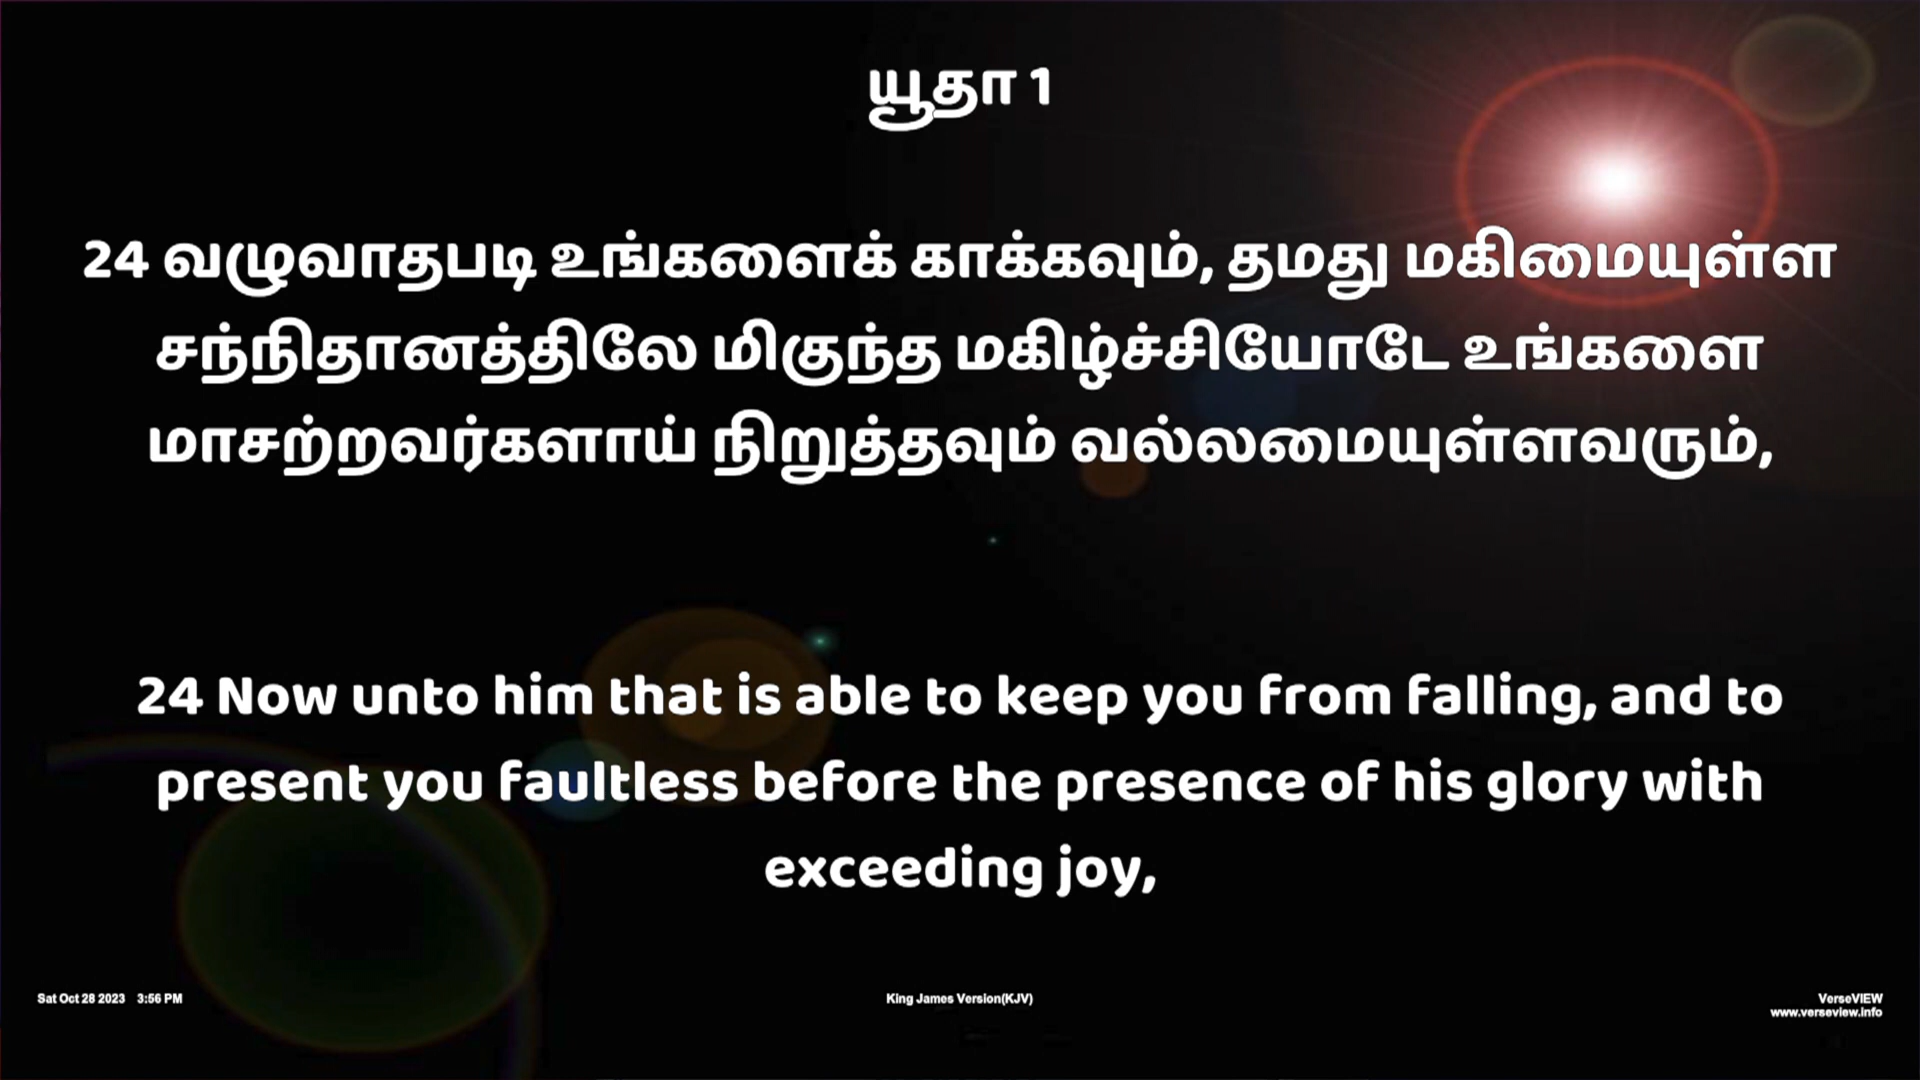 யூதா 1
24 வழுவாதபடி உங்களைக் காக்கவும், தமது மகிமையுள்ள
சந்நிதானத்திலே மிகுந்த மகிழ்ச்சியோடே உங்களை
மாசற்றவர்களாய் நிறுத்தவும் வல்லமையுள்ளவரும்,
24 Now unto him that is able to keep you from falling, and to
present you faultless before the presence of his glory with
exceeding joy,
Sat Oct 28 2023 3:56 PM
King James Version(KJV)
VerseVIEW
www.verseview.info